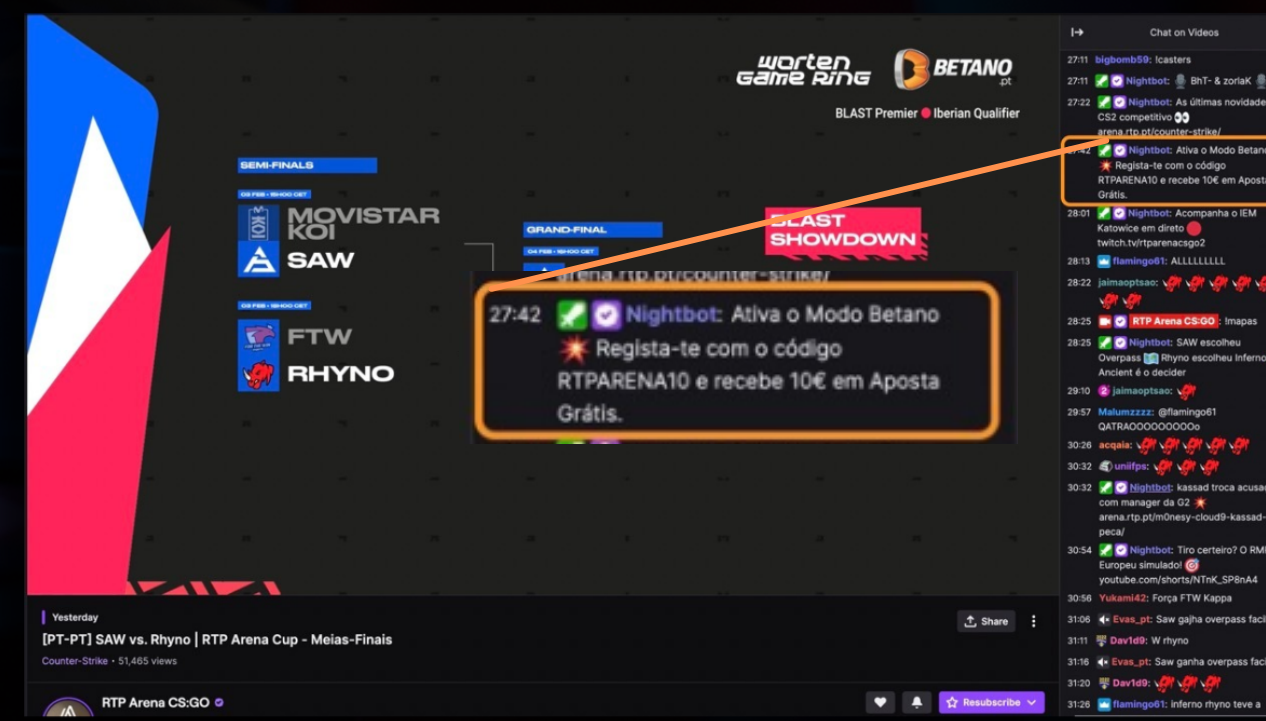 worten
GAME RING
BETANO
.pt
BLAST Premier Iberian Qualifier
SEMI-FINALS
MOVISTAR
KOI
SAW
FTW
RHYNO
GRAND-FINAL
04 FEB - 16H00 CET
BLAST
SHOWDOWN
arena.rtp.pt/counter-strike/
27:42 Nightbot: Ativa o Modo Betano
Regista-te com o código
RTPARENA10 e recebe 10€ em Aposta
Grátis.
Yesterday
[PT-PT] SAW vs. Rhyno | RTP Arena Cup - Meias-Finais
Counter-Strike • 51,465 views
Share
RTP Arena CS:GO
Resubscribe
Chat on Videos
27:11 bigbomb59: !casters
27:11 Nightbot: BhT- & zorlaK
27:22 Nightbot: As últimas novidade
CS2 competitivo
arena.rtp.pt/counter-strike/
27:42 Nightbot: Ativa o Modo Betano
Regista-te com o código
RTPARENA10 e recebe 10€ em Aposta
Grátis.
28:01 Nightbot: Acompanha o IEM
Katowice em direto
twitch.tv/rtparenacsgo2
28:13 flamingo61: ALLLLLLLL
28:22 jaimaoptsao:
28:25 RTP Arena CS:GO : !mapas
28:25 Nightbot: SAW escolheu
Overpass Rhyno escolheu Inferno
Ancient é o decider
29:10 jaimaoptsao:
29:57 Malumzzzz: @flamingo61
QATRAOOOOOOOOOo
30:26 acqaia:
30:32 uniifps:
30:32 Nightbot: kassad troca acusa
com manager da G2
arena.rtp.pt/m0nesy-cloud9-kassad-
peca/
30:54 Nightbot: Tiro certeiro? O RM
Europeu simulado!
youtube.com/shorts/NTnK_SP8nA4
30:56 Yukami42: Força FTW Kappa
31:06 Evas_pt: Saw gajha overpass faci
31:11 Dav1d9: W rhyno
31:16 Evas_pt: Saw ganha overpass faci
31:20 Dav1d9:
31:26 flamingo61: inferno rhyno teve a